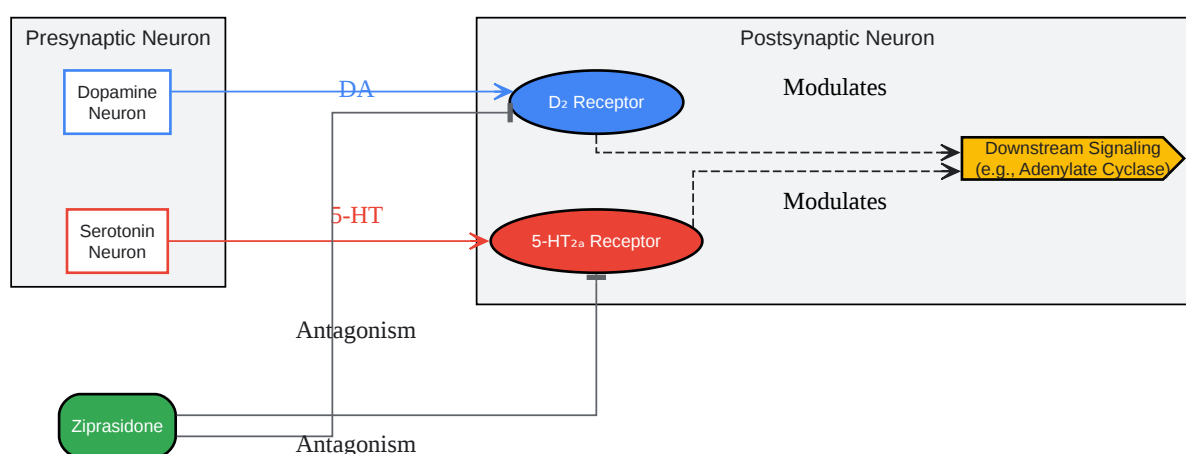 Presynaptic Neuron
Postsynaptic Neuron
Dopamine
Neuron
DA
D₂ Receptor
Modulates
Downstream Signaling
(e.g., Adenylate Cyclase)
Modulates
Serotonin
Neuron
5-HT
5-HT₂ₐ Receptor
Antagonism
Ziprasidone
Antagonism